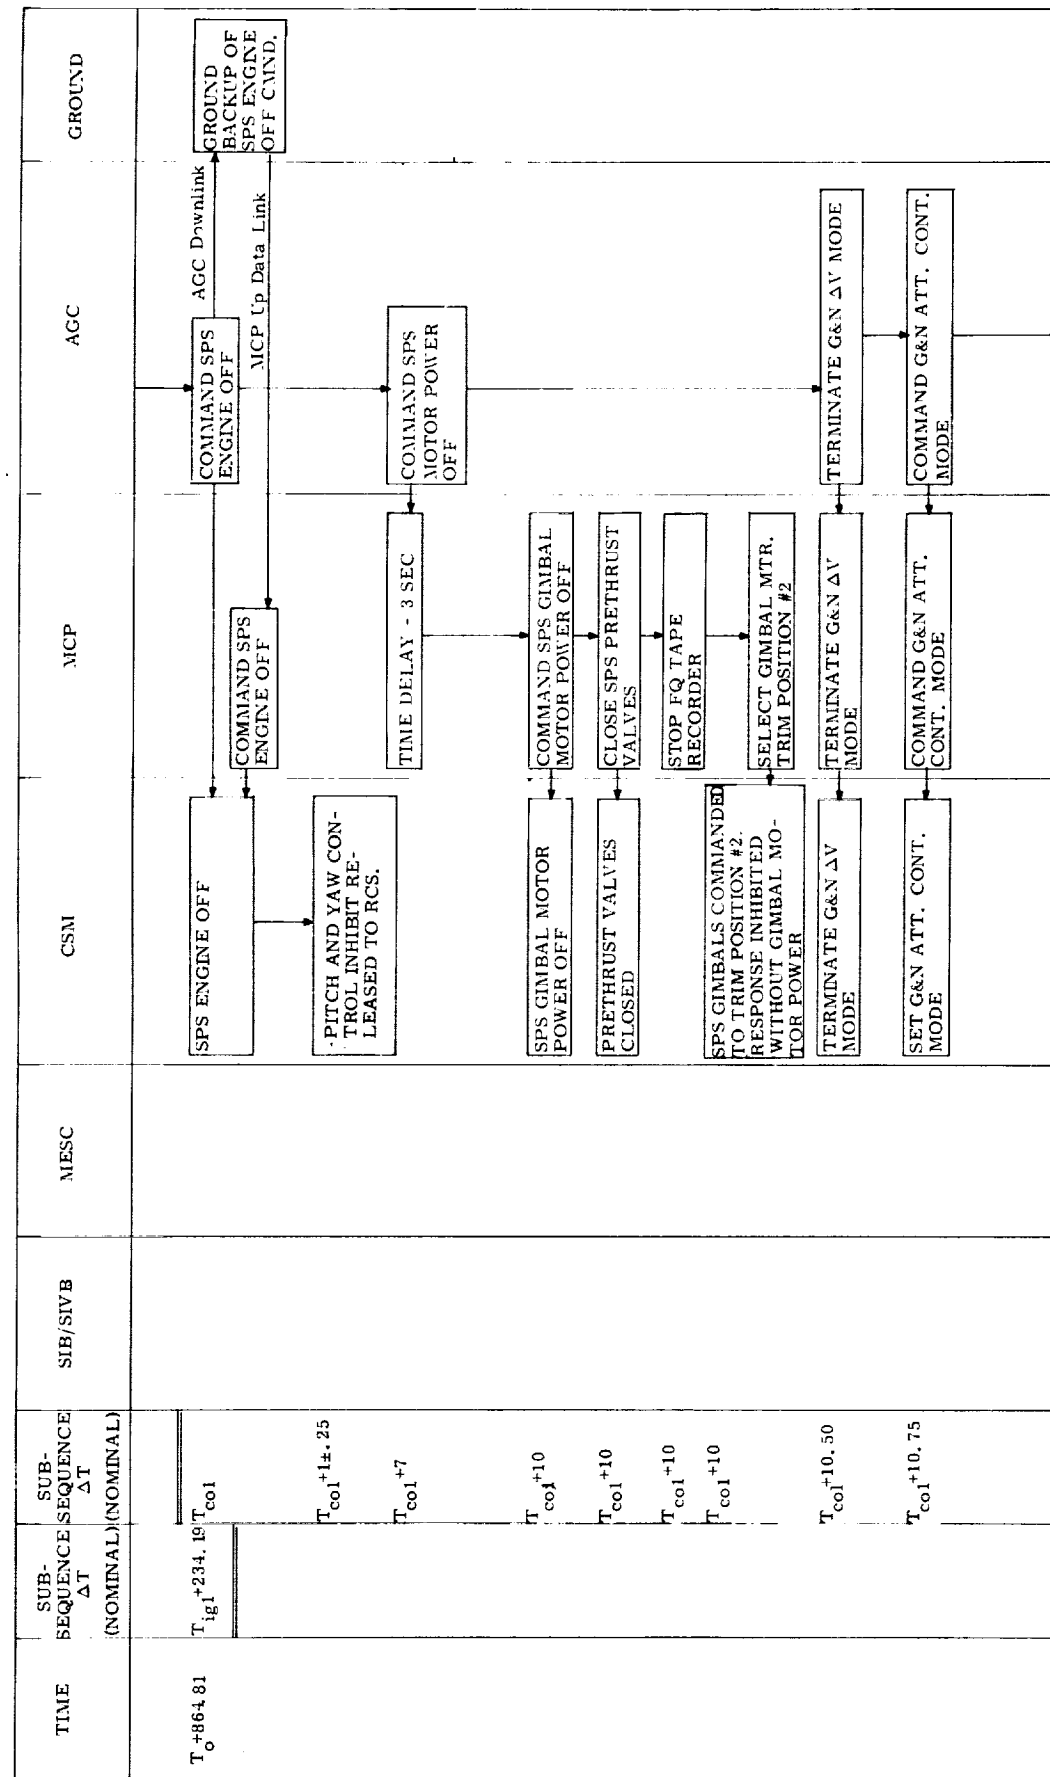 TIME
SUB-
SEQUENCE
ΔT
(NOMINAL)
SUB-
SEQUENCE
ΔT
(NOMINAL)
SIB/SIVB
MESC
CSM
MCP
AGC
GROUND
T_o+864.81
T_ig1+234.19
T_co1
SPS ENGINE OFF
COMMAND SPS
ENGINE OFF
COMMAND SPS
ENGINE OFF
AGC Downlink
MCP Up Data Link
GROUND
BACKUP OF
SPS ENGINE
OFF CMND.
T_co1+1±.25
PITCH AND YAW CON-
TROL INHIBIT RE-
LEASED TO RCS.
T_co1+7
TIME DELAY - 3 SEC
COMMAND SPS
MOTOR POWER
OFF
T_co1+10
SPS GIMBAL MOTOR
POWER OFF
COMMAND SPS GIMBAL
MOTOR POWER OFF
T_co1+10
PRETHRUST VALVES
CLOSED
CLOSE SPS PRETHRUST
VALVES
T_co1+10
STOP FQ TAPE
RECORDER
T_co1+10
SPS GIMBALS COMMANDED
TO TRIM POSITION #2.
RESPONSE INHIBITED
WITHOUT GIMBAL MO-
TOR POWER
SELECT GIMBAL MTR.
TRIM POSITION #2
T_co1+10.50
TERMINATE G&N ΔV
MODE
TERMINATE G&N ΔV
MODE
TERMINATE G&N ΔV MODE
T_co1+10.75
SET G&N ATT. CONT.
MODE
COMMAND G&N ATT.
CONT. MODE
COMMAND G&N ATT. CONT.
MODE